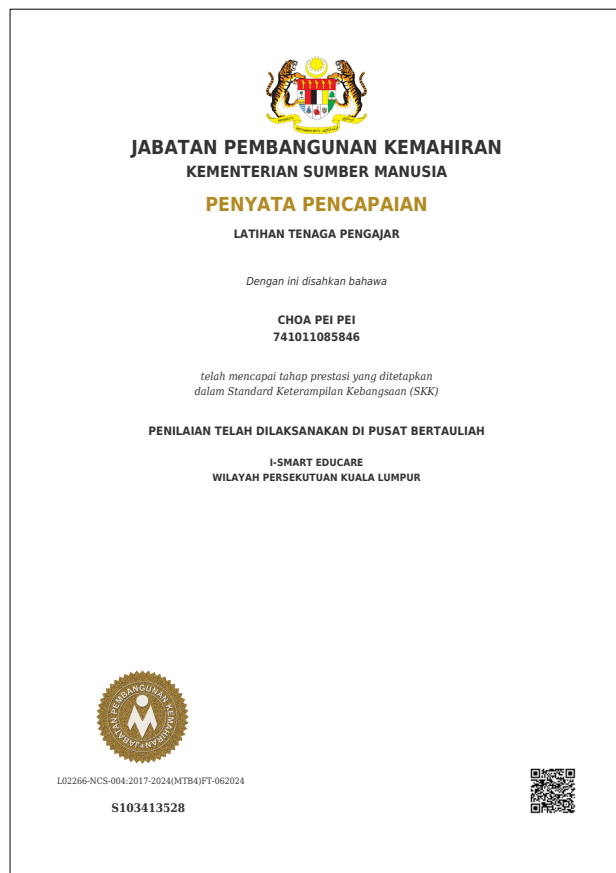 JABATAN PEMBANGUNAN KEMAHIRAN
KEMENTERIAN SUMBER MANUSIA
PENYATA PENCAPAIAN
LATIHAN TENAGA PENGAJAR
Dengan ini disahkan bahawa
CHOA PEI PEI
741011085846
telah mencapai tahap prestasi yang ditetapkan
dalam Standard Keterampilan Kebangsaan (SKK)
PENILAIAN TELAH DILAKSANAKAN DI PUSAT BERTAULIAH
I-SMART EDUCARE
WILAYAH PERSEKUTUAN KUALA LUMPUR
JABATAN PEMBANGUNAN KEMAHIRAN
L02266-NCS-004:2017-2024(MTB4)FT-062024
S103413528